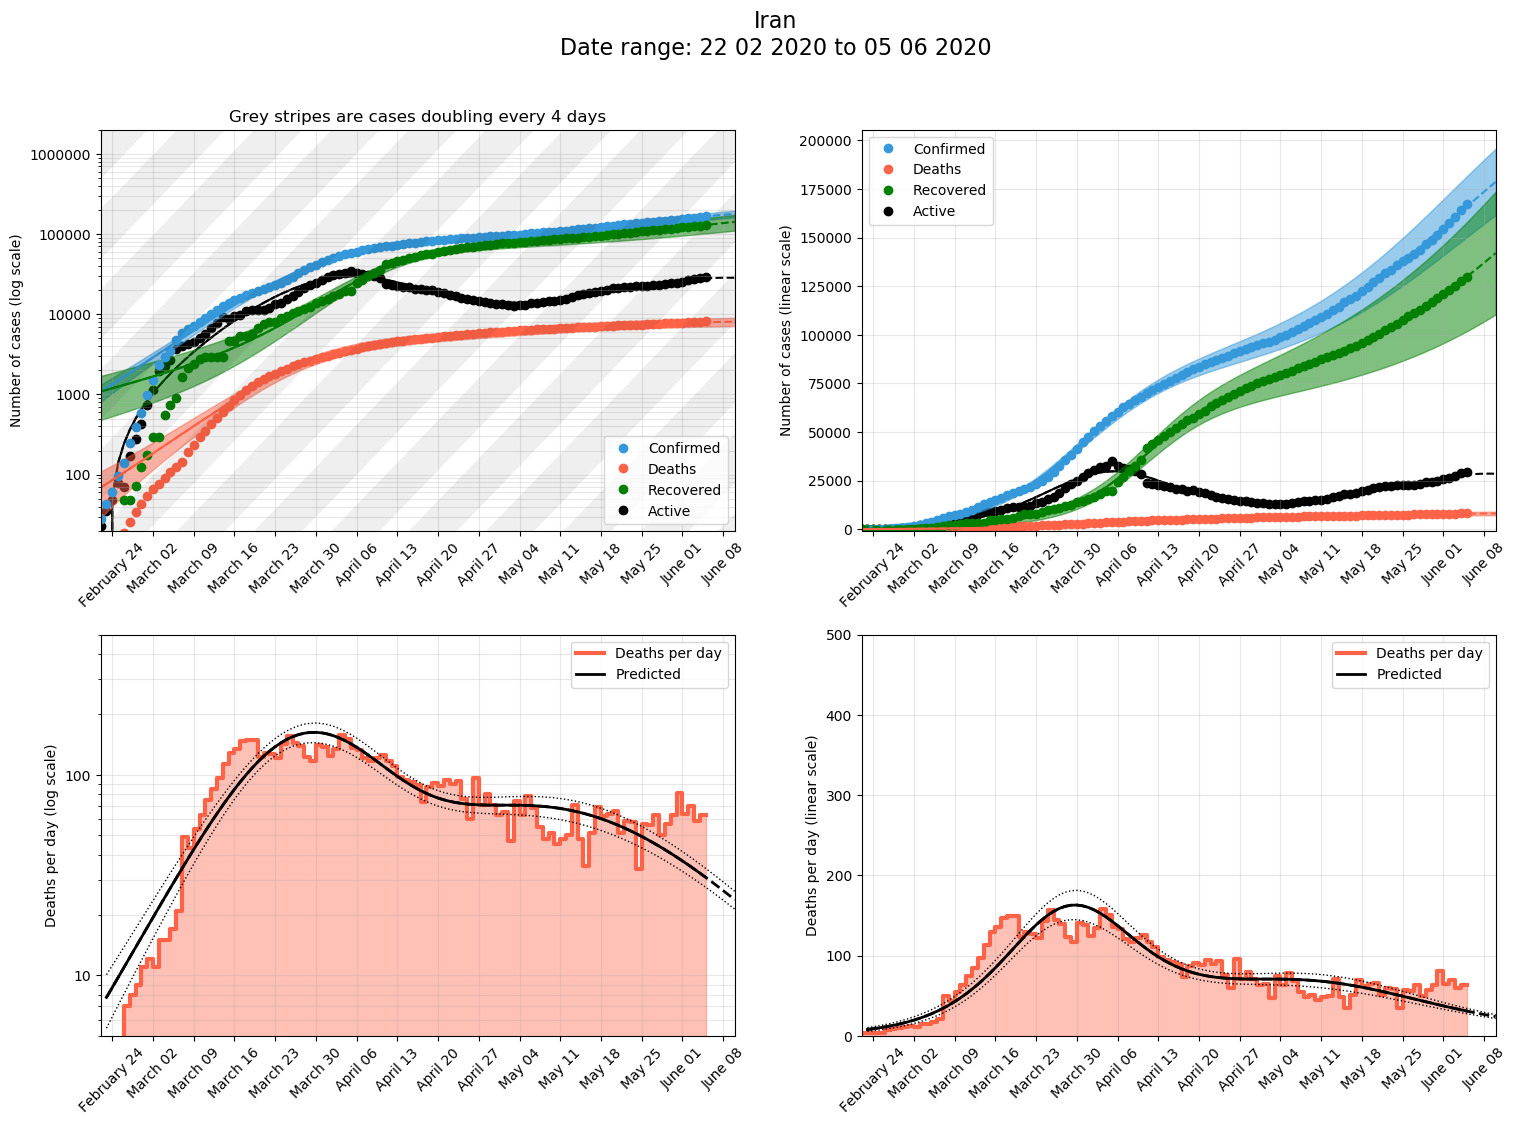 Iran
Date range: 22 02 2020 to 05 06 2020
Grey stripes are cases doubling every 4 days
Number of cases (log scale)
1000000
100000
10000
1000
100
Confirmed
Deaths
Recovered
Active
February 24
March 02
March 09
March 16
March 23
March 30
April 06
April 13
April 20
April 27
May 04
May 11
May 18
May 25
June 01
June 08
Number of cases (linear scale)
200000
175000
150000
125000
100000
75000
50000
25000
0
Confirmed
Deaths
Recovered
Active
February 24
March 02
March 09
March 16
March 23
March 30
April 06
April 13
April 20
April 27
May 04
May 11
May 18
May 25
June 01
June 08
Deaths per day (log scale)
100
10
Deaths per day
Predicted
February 24
March 02
March 09
March 16
March 23
March 30
April 06
April 13
April 20
April 27
May 04
May 11
May 18
May 25
June 01
June 08
Deaths per day (linear scale)
500
400
300
200
100
0
Deaths per day
Predicted
February 24
March 02
March 09
March 16
March 23
March 30
April 06
April 13
April 20
April 27
May 04
May 11
May 18
May 25
June 01
June 08